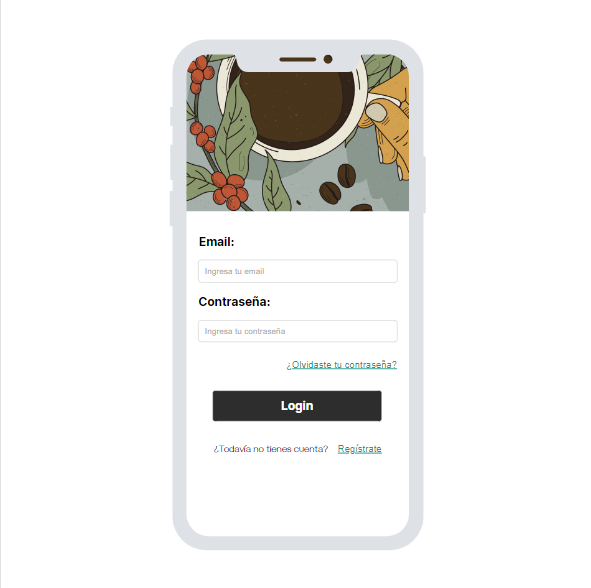 Email:
Ingresa tu email
Contraseña:
Ingresa tu contraseña
¿Olvidaste tu contraseña?
Login
¿Todavía no tienes cuenta? Regístrate